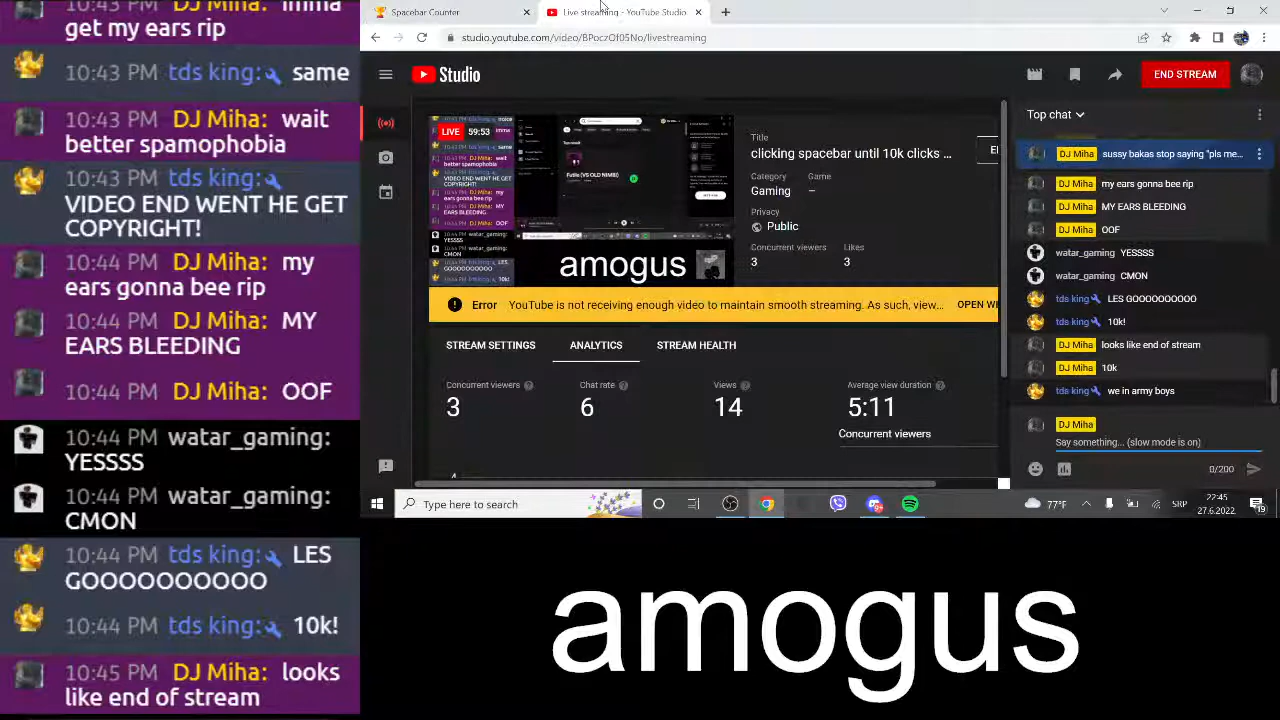 imma
get my ears rip
10:43 PM tds king: same
10:43 PM DJ Miha: wait
better spamophobia
10:43 PM tds king:
VIDEO END WENT HE GET
COPYRIGHT!
10:44 PM DJ Miha: my
ears gonna bee rip
10:44 PM DJ Miha: MY
EARS BLEEDING
10:44 PM DJ Miha: OOF
10:44 PM watar_gaming:
YESSSS
10:44 PM watar_gaming:
CMON
10:44 PM tds king: LES
GOOOOOOOOOO
10:44 PM tds king: 10k!
10:45 PM DJ Miha: looks
like end of stream
Spacebar Counter
Live streaming - YouTube Studio
studio.youtube.com/video/BPoczOf05No/livestreaming
Studio
END STREAM
LIVE 59:53
amogus
Title
clicking spacebar until 10k clicks ...
Category Game
Gaming –
Privacy
Public
Concurrent viewers Likes
3 3
Error YouTube is not receiving enough video to maintain smooth streaming. As such, view...
STREAM SETTINGS ANALYTICS STREAM HEALTH
Concurrent viewers Chat rate Views Average view duration
3 6 14 5:11
Concurrent viewers
Top chat
DJ Miha sussy_bakas stop saying "plea
DJ Miha my ears gonna bee rip
DJ Miha MY EARS BLEEDING
DJ Miha OOF
watar_gaming YESSSS
watar_gaming CMON
tds king LES GOOOOOOOOOO
tds king 10k!
DJ Miha looks like end of stream
DJ Miha 10k
tds king we in army boys
DJ Miha
Say something... (slow mode is on)
0/200
Type here to search
77°F
SRP
22:45
27.6.2022.
19
amogus